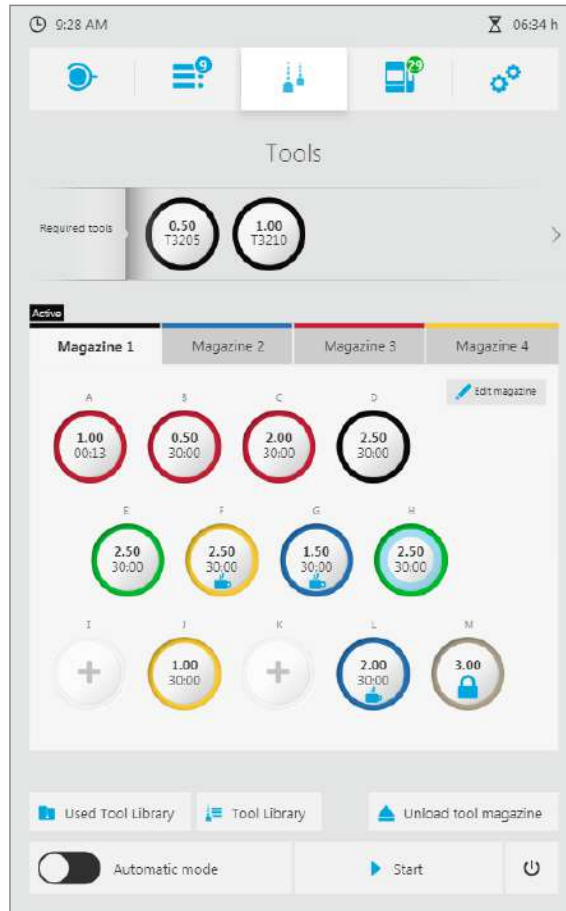 9:28 AM
06:34 h
9
29
Tools
Required tools
0.50
T3205
1.00
T3210
Active
Magazine 1
Magazine 2
Magazine 3
Magazine 4
Edit magazine
A
B
C
D
1.00
00:13
0.50
30:00
2.00
30:00
2.50
30:00
E
F
G
H
2.50
30:00
2.50
30:00
1.50
30:00
2.50
30:00
I
J
K
L
M
1.00
30:00
2.00
30:00
3.00
Used Tool Library
Tool Library
Unload tool magazine
Automatic mode
Start